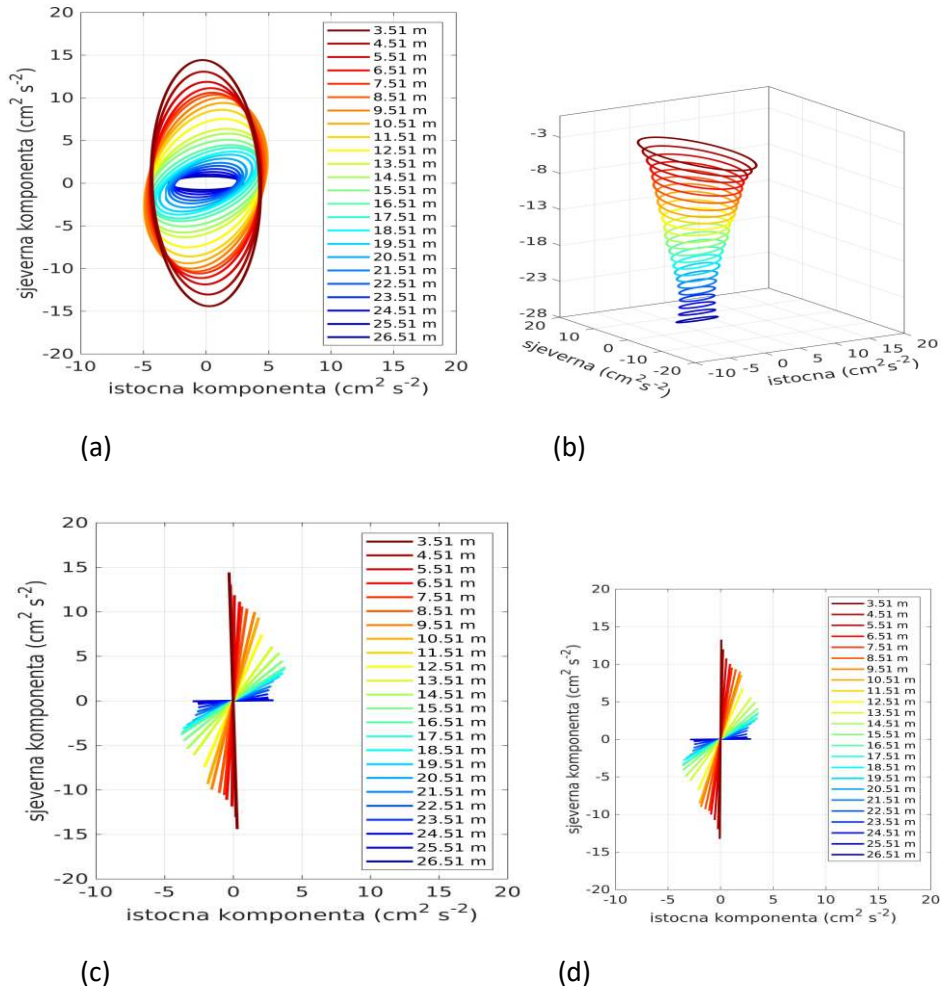 20
15
10
5
0
-5
-10
-15
-20
-10 -5 0 5 10 15 20
sjeverna komponenta (cm² s⁻²)
istocna komponenta (cm² s⁻²)
3.51 m
4.51 m
5.51 m
6.51 m
7.51 m
8.51 m
9.51 m
10.51 m
11.51 m
12.51 m
13.51 m
14.51 m
15.51 m
16.51 m
17.51 m
18.51 m
19.51 m
20.51 m
21.51 m
22.51 m
23.51 m
24.51 m
25.51 m
26.51 m
(a)
-3
-8
-13
-18
-23
-28
20 10 0 -10 -20
-10 -5 0 5 10 15 20
sjeverna (cm²s⁻²)
istocna (cm²s⁻²)
(b)
20
15
10
5
0
-5
-10
-15
-20
-10 -5 0 5 10 15 20
sjeverna komponenta (cm² s⁻²)
istocna komponenta (cm² s⁻²)
3.51 m
4.51 m
5.51 m
6.51 m
7.51 m
8.51 m
9.51 m
10.51 m
11.51 m
12.51 m
13.51 m
14.51 m
15.51 m
16.51 m
17.51 m
18.51 m
19.51 m
20.51 m
21.51 m
22.51 m
23.51 m
24.51 m
25.51 m
26.51 m
(c)
20
15
10
5
0
-5
-10
-15
-20
-10 -5 0 5 10 15 20
sjeverna komponenta (cm² s⁻²)
istocna komponenta (cm² s⁻²)
3.51 m
4.51 m
5.51 m
6.51 m
7.51 m
8.51 m
9.51 m
10.51 m
11.51 m
12.51 m
13.51 m
14.51 m
15.51 m
16.51 m
17.51 m
18.51 m
19.51 m
20.51 m
21.51 m
22.51 m
23.51 m
24.51 m
25.51 m
26.51 m
(d)